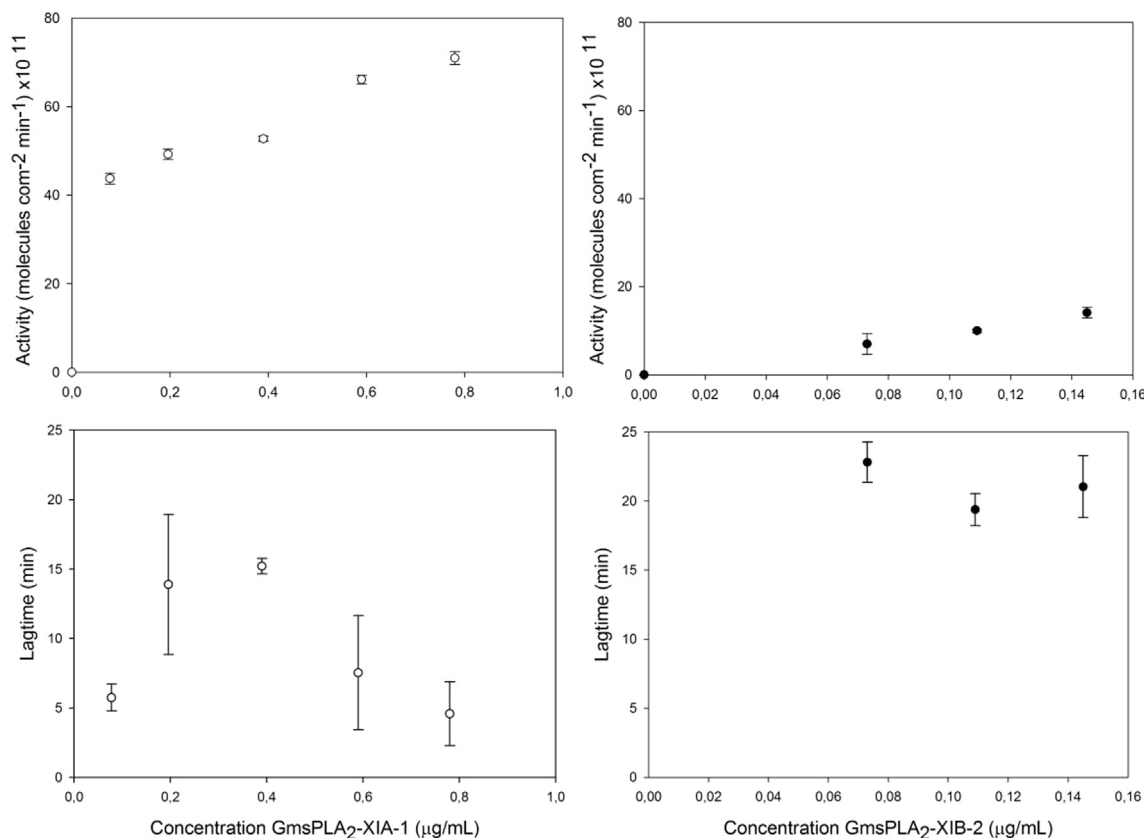 Activity (molecules com-2 min-1) x10 11
80
60
40
20
0
0,0 0,2 0,4 0,6 0,8 1,0
Activity (molecules com-2 min-1) x10 11
80
60
40
20
0
0,00 0,02 0,04 0,06 0,08 0,10 0,12 0,14 0,16
Lagtime (min)
25
20
15
10
5
0
0,0 0,2 0,4 0,6 0,8 1,0
Concentration GmsPLA2-XIA-1 (μg/mL)
Lagtime (min)
25
20
15
10
5
0
0,00 0,02 0,04 0,06 0,08 0,10 0,12 0,14 0,16
Concentration GmsPLA2-XIB-2 (μg/mL)